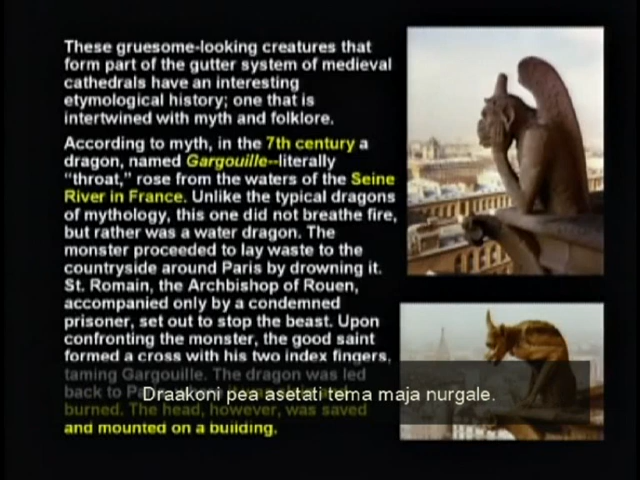 These gruesome-looking creatures that
form part of the gutter system of medieval
cathedrals have an interesting
etymological history; one that is
intertwined with myth and folklore.
According to myth, in the 7th century a
dragon, named Gargouille--literally
“throat,” rose from the waters of the Seine
River in France. Unlike the typical dragons
of mythology, this one did not breathe fire,
but rather was a water dragon. The
monster proceeded to lay waste to the
countryside around Paris by drowning it.
St. Romain, the Archbishop of Rouen,
accompanied only by a condemned
prisoner, set out to stop the beast. Upon
confronting the monster, the good saint
formed a cross with his two index fingers,
taming Gargouille. The dragon was led
back to
Draakoni pea asetati tema maja nurgale.
burned. The head, however, was saved
and mounted on a building,